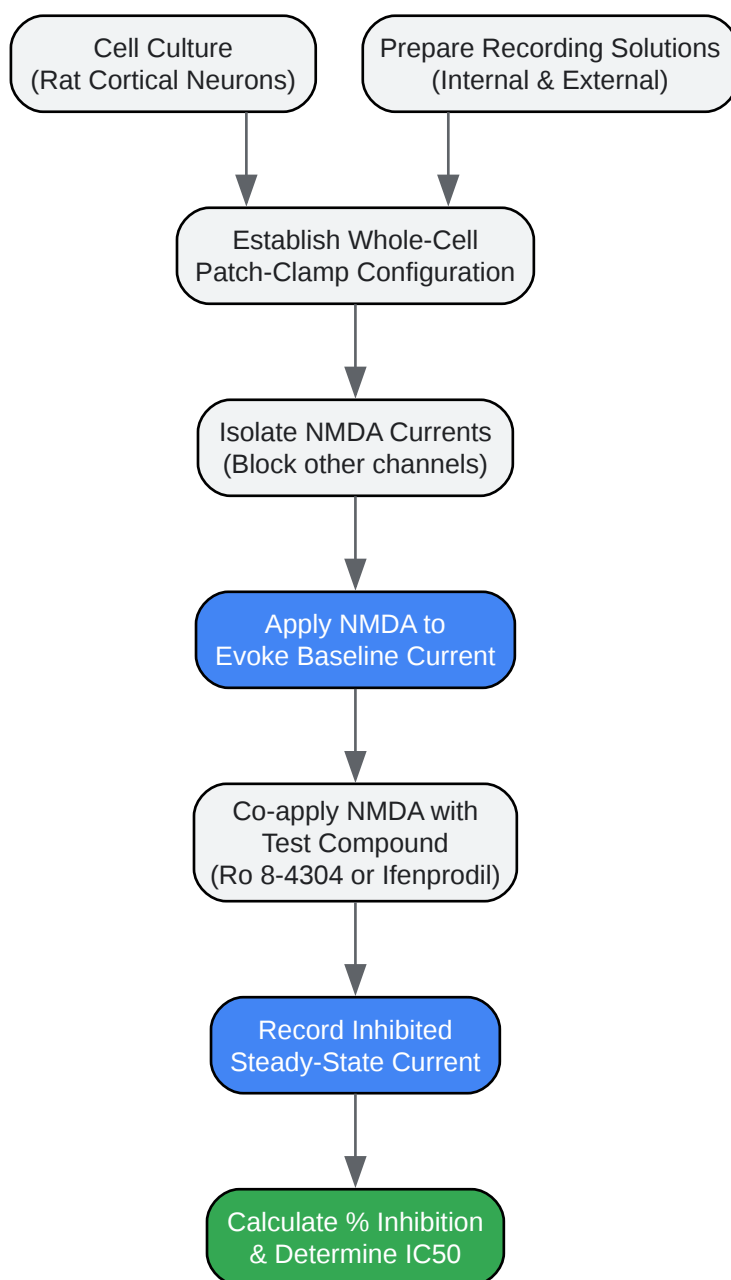 Cell Culture
(Rat Cortical Neurons)
Prepare Recording Solutions
(Internal & External)
Establish Whole-Cell
Patch-Clamp Configuration
Isolate NMDA Currents
(Block other channels)
Apply NMDA to
Evoke Baseline Current
Co-apply NMDA with
Test Compound
(Ro 8-4304 or Ifenprodil)
Record Inhibited
Steady-State Current
Calculate % Inhibition
& Determine IC50